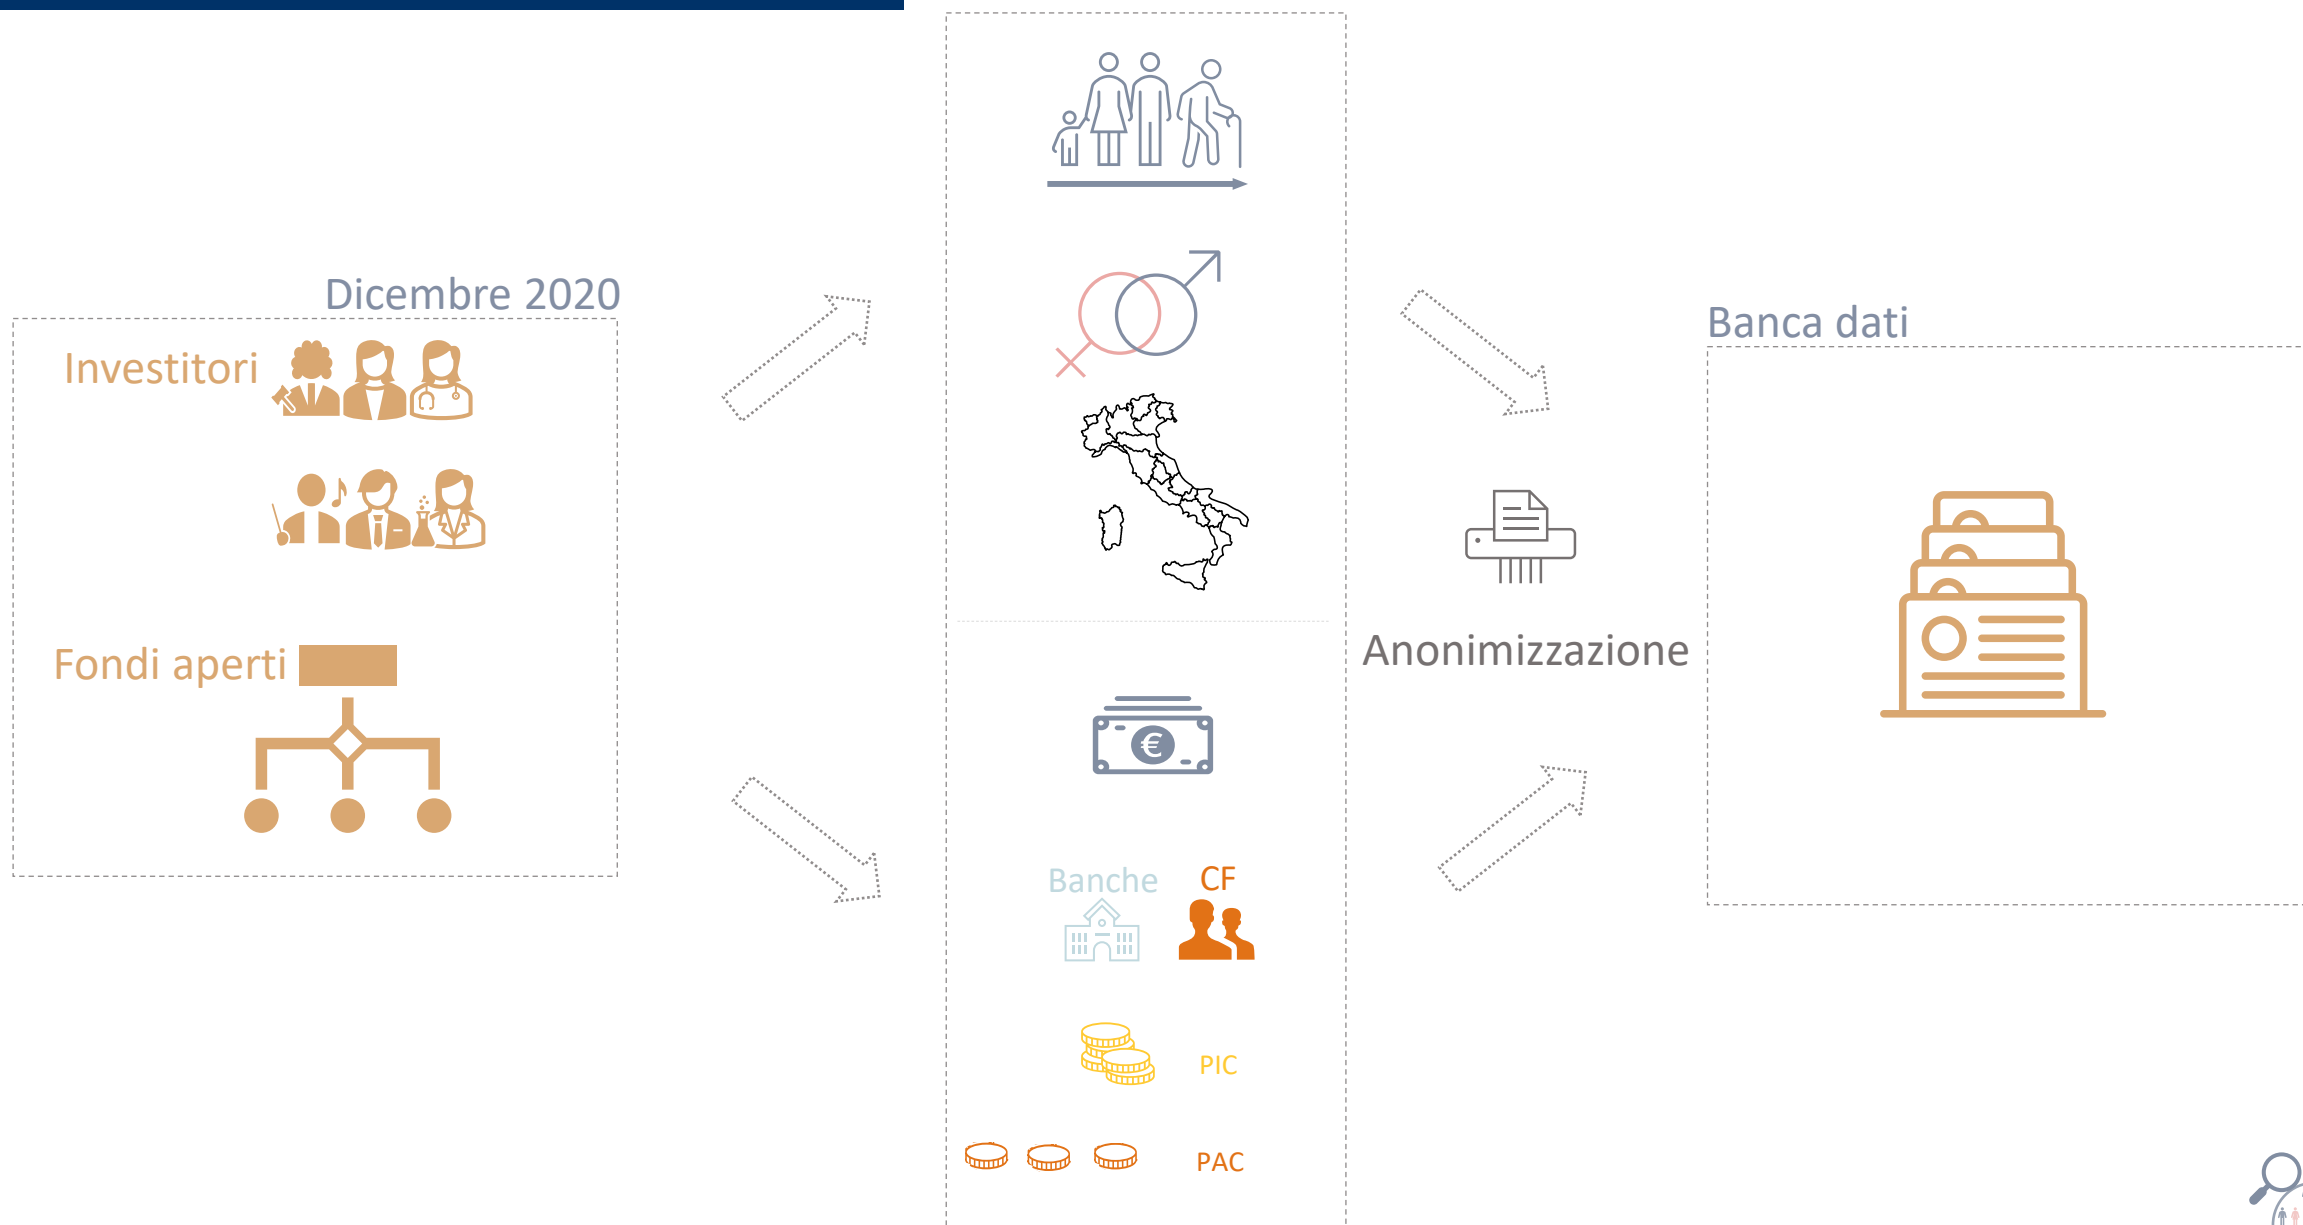 Dicembre 2020
Investitori
Fondi aperti
€
Banche
CF
PIC
PAC
Anonimizzazione
Banca dati